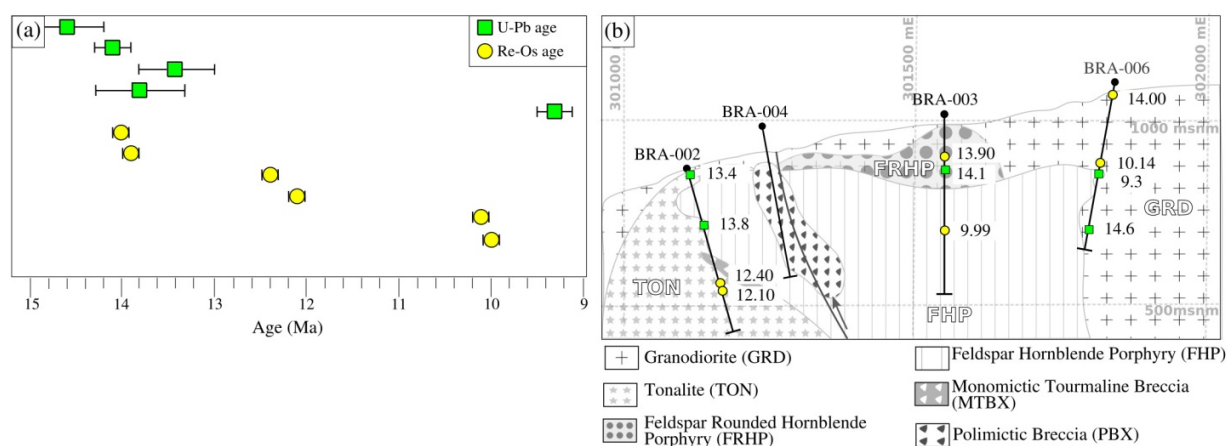 (a)
U-Pb age
Re-Os age
15 14 13 12 11 10 9
Age (Ma)
(b)
301000
301500 mE
302000 mE
BRA-006
BRA-004
BRA-003
BRA-002
14.00
1000 msnm
13.90
FRHP
14.1
10.14
9.3
13.4
13.8
GRD
9.99
14.6
12.40
12.10
TON
FHP
500msnm
Granodiorite (GRD)
Tonalite (TON)
Feldspar Rounded Hornblende
Porphyry (FRHP)
Feldspar Hornblende Porphyry (FHP)
Monomictic Tourmaline Breccia
(MTBX)
Polimictic Breccia (PBX)